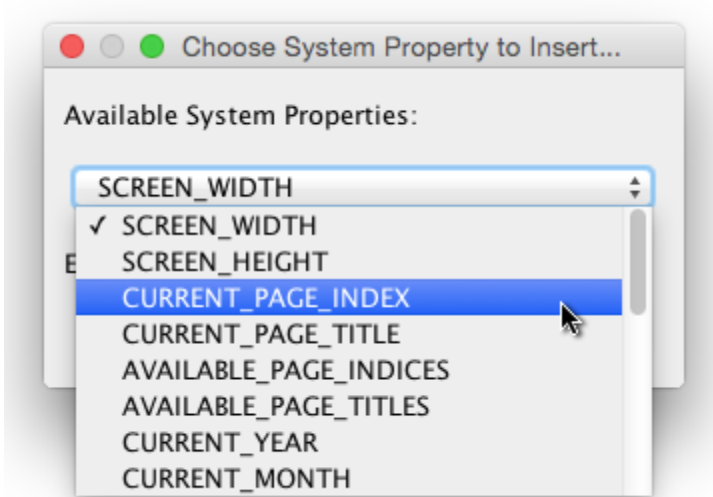 Choose System Property to Insert...
Available System Properties:
SCREEN_WIDTH
✓ SCREEN_WIDTH
E
SCREEN_HEIGHT
CURRENT_PAGE_INDEX
CURRENT_PAGE_TITLE
AVAILABLE_PAGE_INDICES
AVAILABLE_PAGE_TITLES
CURRENT_YEAR
CURRENT_MONTH